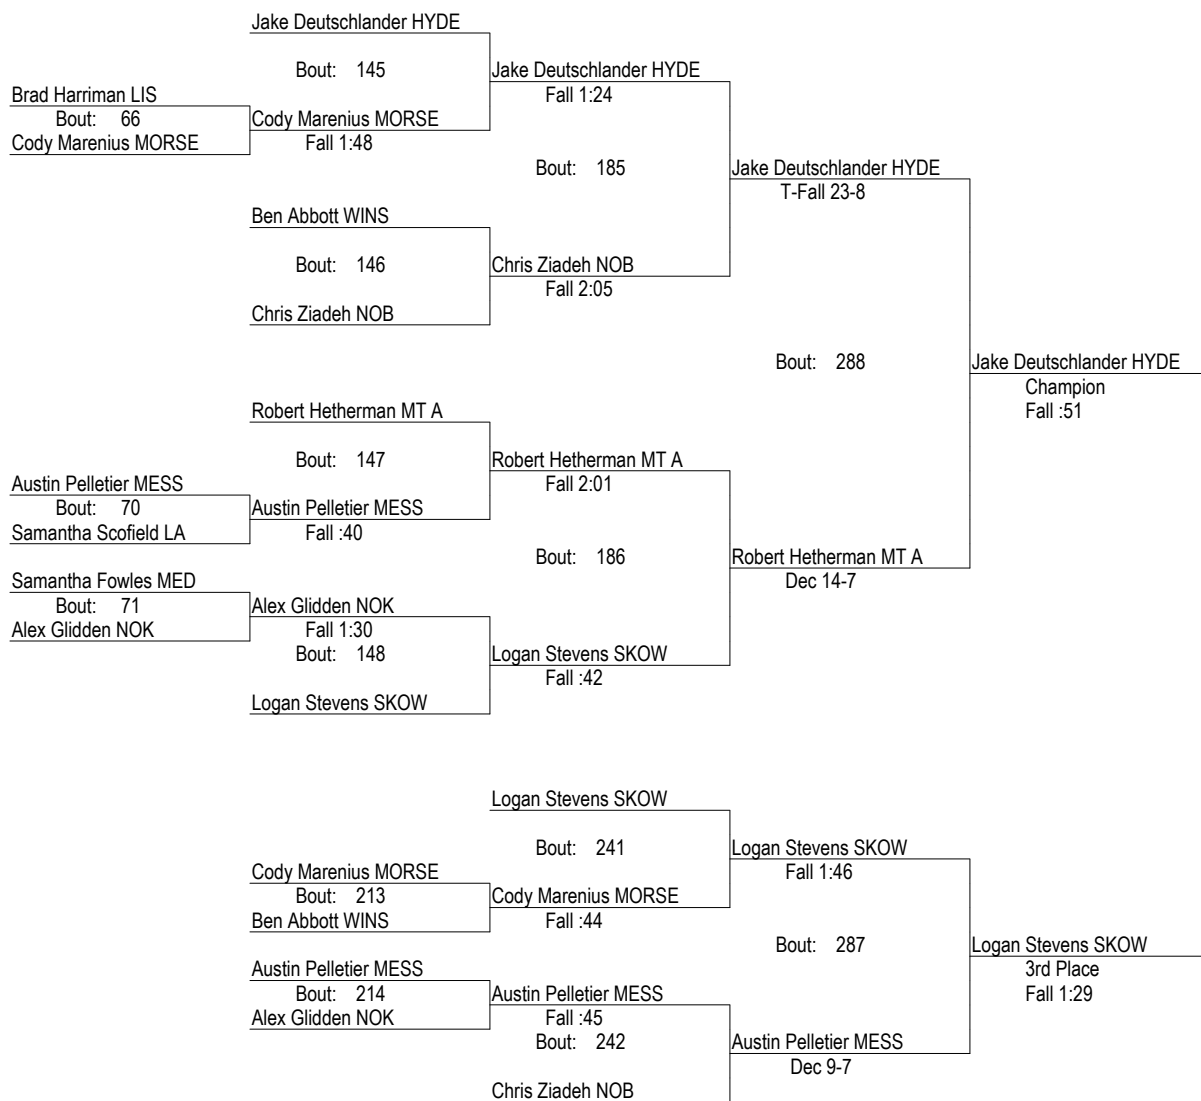 Jake Deutschlander HYDE
Bout: 145
Jake Deutschlander HYDE
Fall 1:24
Brad Harriman LIS
Bout: 66
Cody Marenius MORSE
Cody Marenius MORSE
Fall 1:48
Bout: 185
Jake Deutschlander HYDE
T-Fall 23-8
Ben Abbott WINS
Bout: 146
Chris Ziadeh NOB
Fall 2:05
Chris Ziadeh NOB
Bout: 288
Jake Deutschlander HYDE
Champion
Fall :51
Robert Hetherman MT A
Bout: 147
Robert Hetherman MT A
Fall 2:01
Austin Pelletier MESS
Bout: 70
Samantha Scofield LA
Austin Pelletier MESS
Fall :40
Bout: 186
Robert Hetherman MT A
Dec 14-7
Samantha Fowles MED
Bout: 71
Alex Glidden NOK
Alex Glidden NOK
Fall 1:30
Bout: 148
Logan Stevens SKOW
Fall :42
Logan Stevens SKOW
Logan Stevens SKOW
Bout: 241
Logan Stevens SKOW
Fall 1:46
Cody Marenius MORSE
Bout: 213
Ben Abbott WINS
Cody Marenius MORSE
Fall :44
Bout: 287
Logan Stevens SKOW
3rd Place
Fall 1:29
Austin Pelletier MESS
Bout: 214
Alex Glidden NOK
Austin Pelletier MESS
Fall :45
Bout: 242
Austin Pelletier MESS
Dec 9-7
Chris Ziadeh NOB